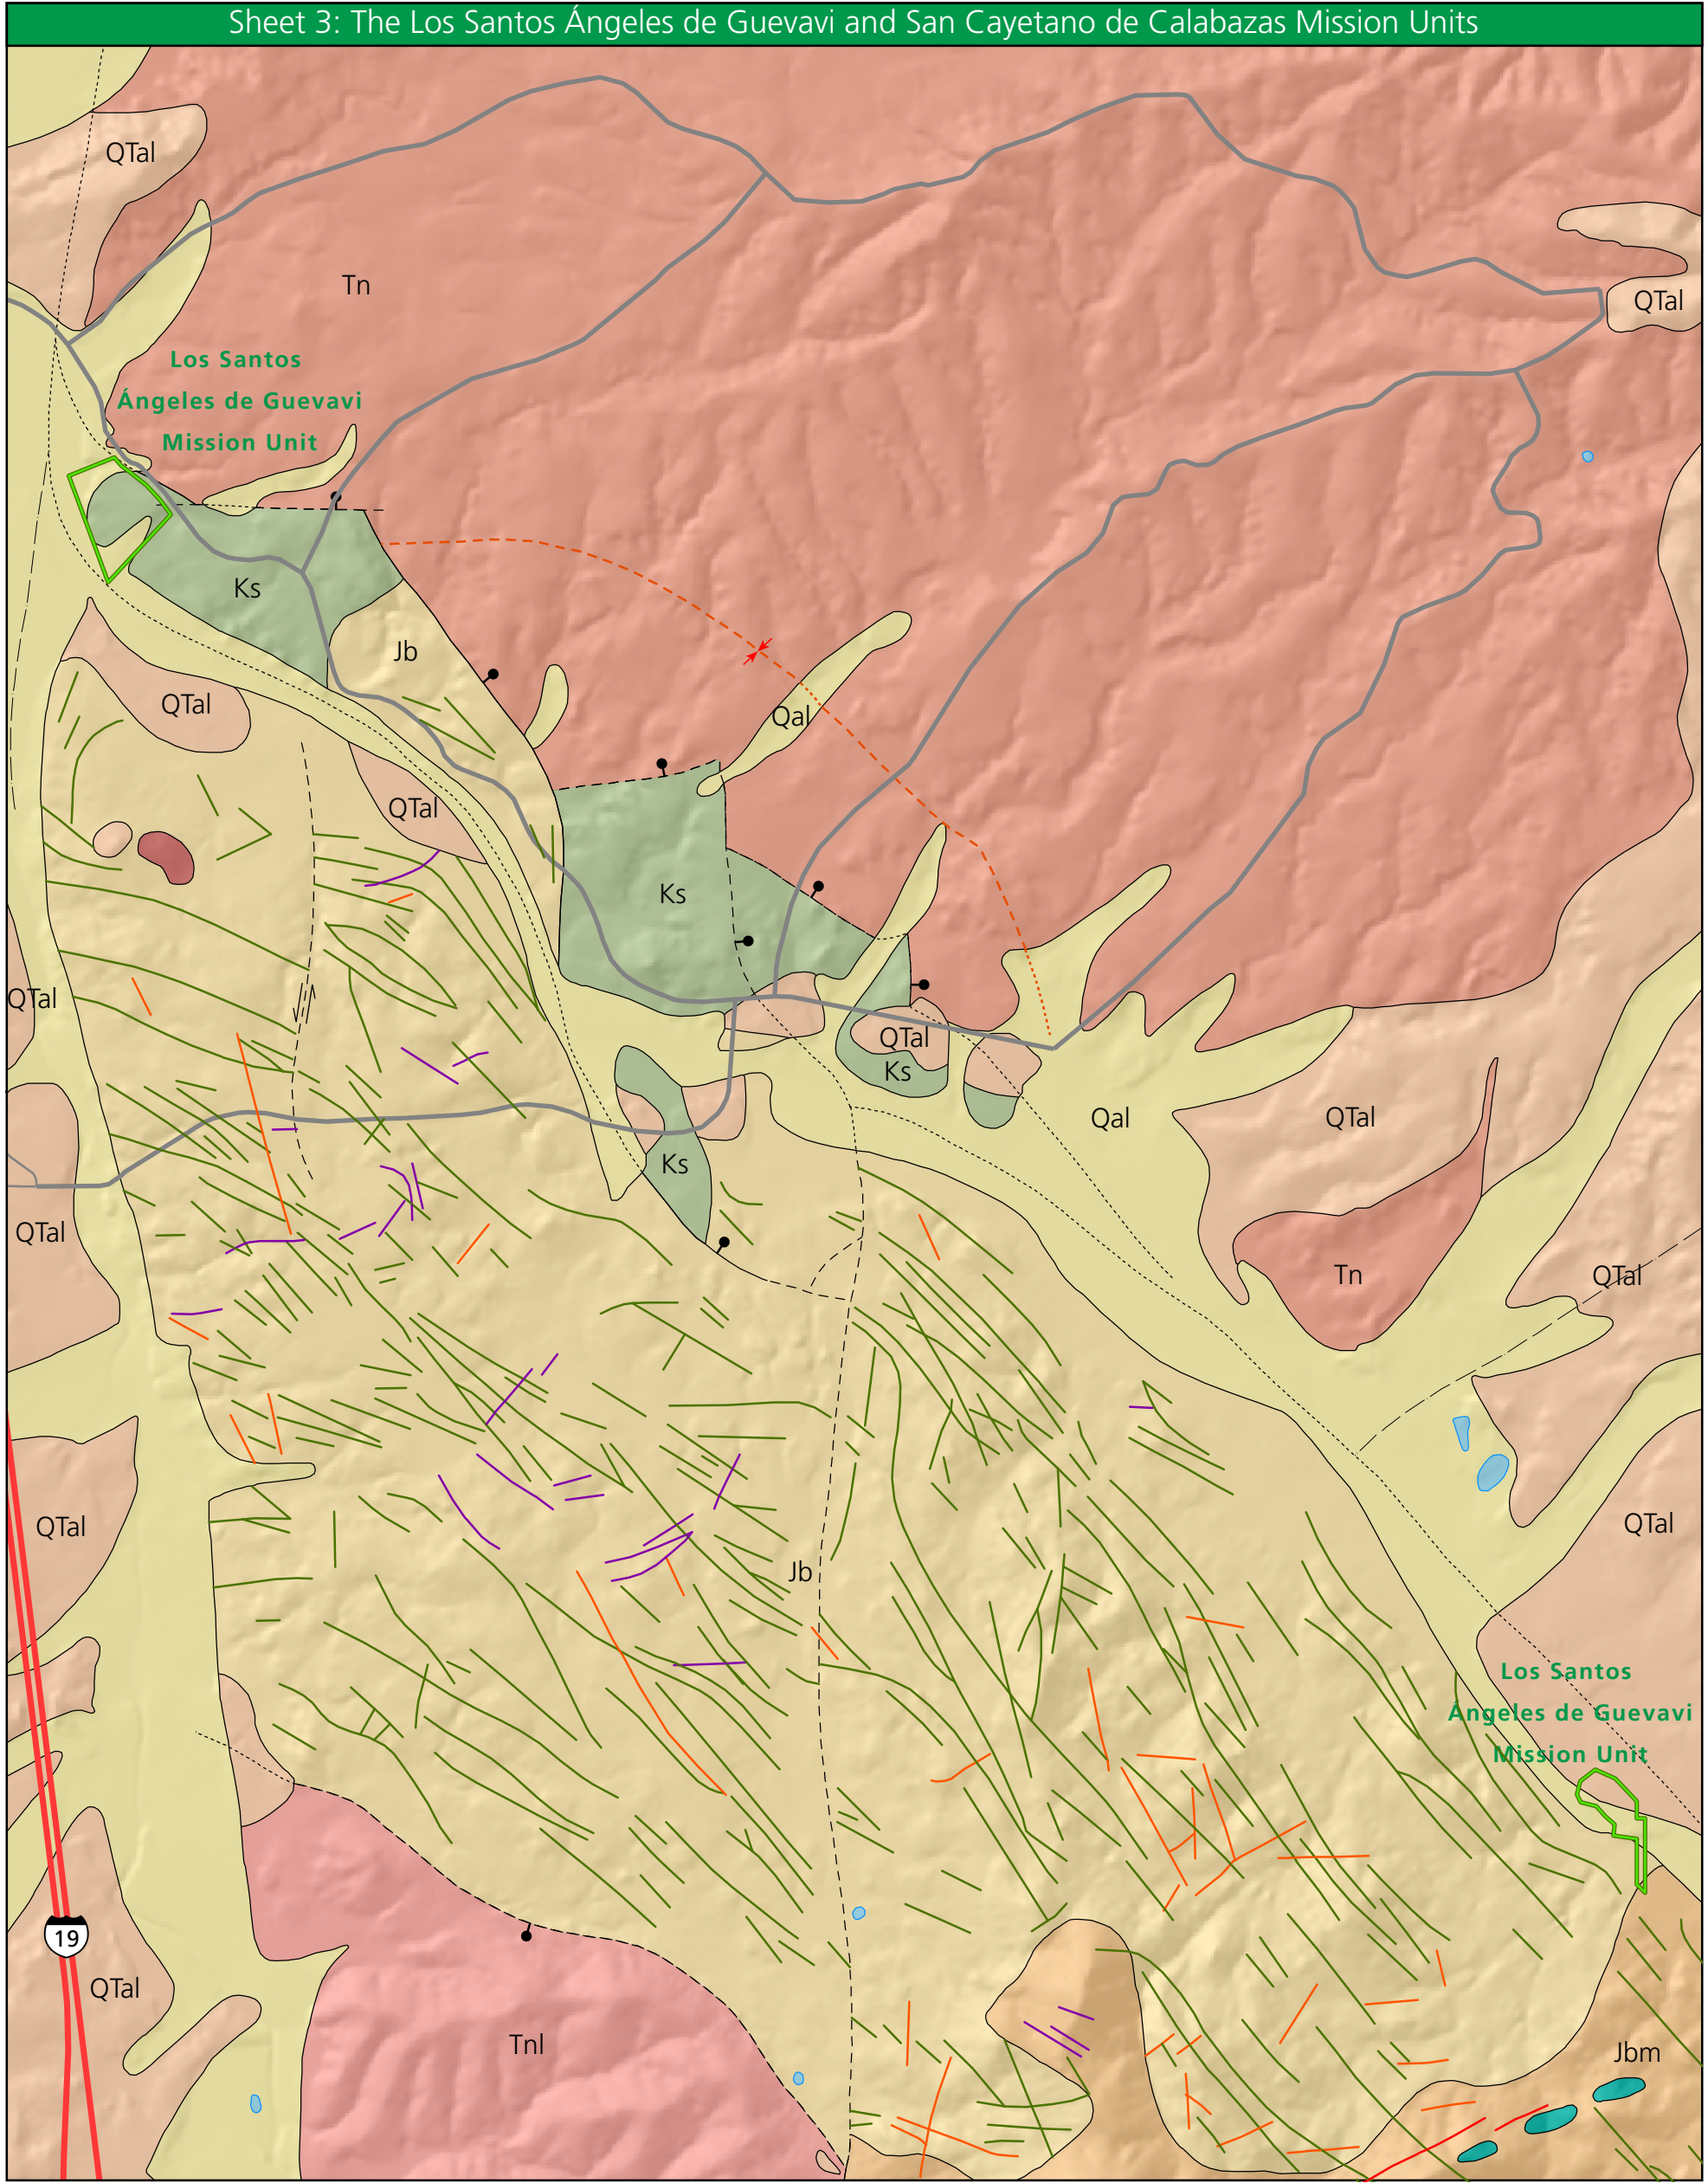 Sheet 3: The Los Santos Ángeles de Guevavi and San Cayetano de Calabazas Mission Units
QTal
Tn
QTal
Los Santos
Ángeles de Guevavi
Mission Unit
Ks
Jb
QTal
Qal
QTal
Ks
QTal
QTal
Ks
Qal
QTal
Ks
QTal
Tn
QTal
QTal
QTal
Jb
Los Santos
Ángeles de Guevavi
Mission Unit
19
QTal
Tnl
Jbm